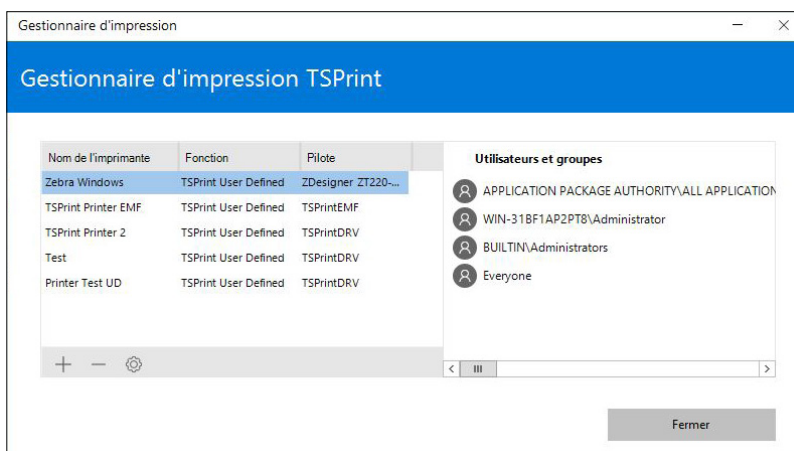 Gestionnaire d'impression
Gestionnaire d'impression TSPrint
Nom de l'imprimante Fonction Pilote
Zebra Windows TSPrint User Defined ZDesigner ZT220-...
TSPrint Printer EMF TSPrint User Defined TSPrintEMF
TSPrint Printer 2 TSPrint User Defined TSPrintDRV
Test TSPrint User Defined TSPrintDRV
Printer Test UD TSPrint User Defined TSPrintDRV
Utilisateurs et groupes
APPLICATION PACKAGE AUTHORITY\ALL APPLICATION
WIN-31BF1AP2PT8\Administrator
BUILTIN\Administrators
Everyone
Fermer